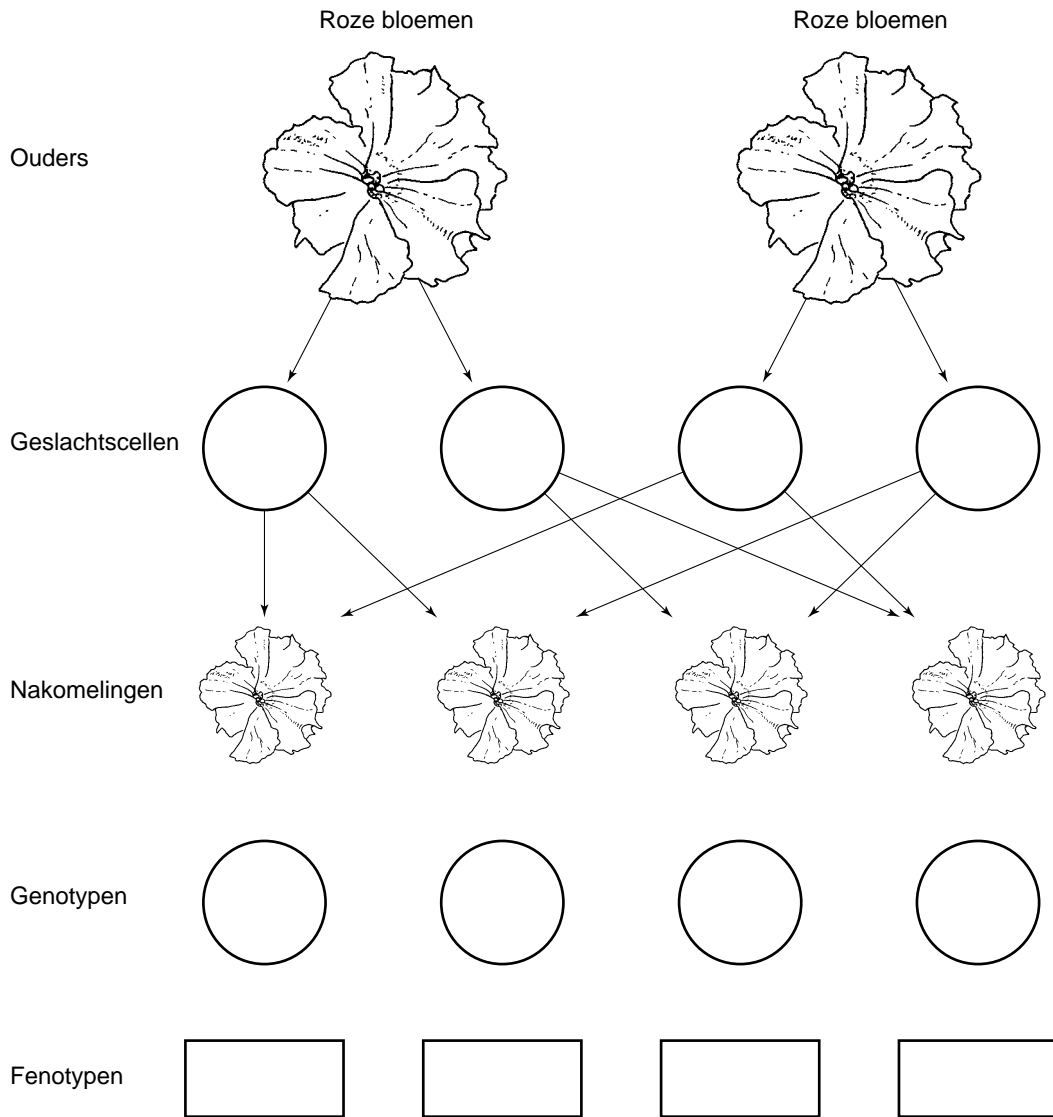 Roze bloemen Roze bloemen
Ouders
Geslachtscellen
Nakomelingen
Genotypen
Fenotypen